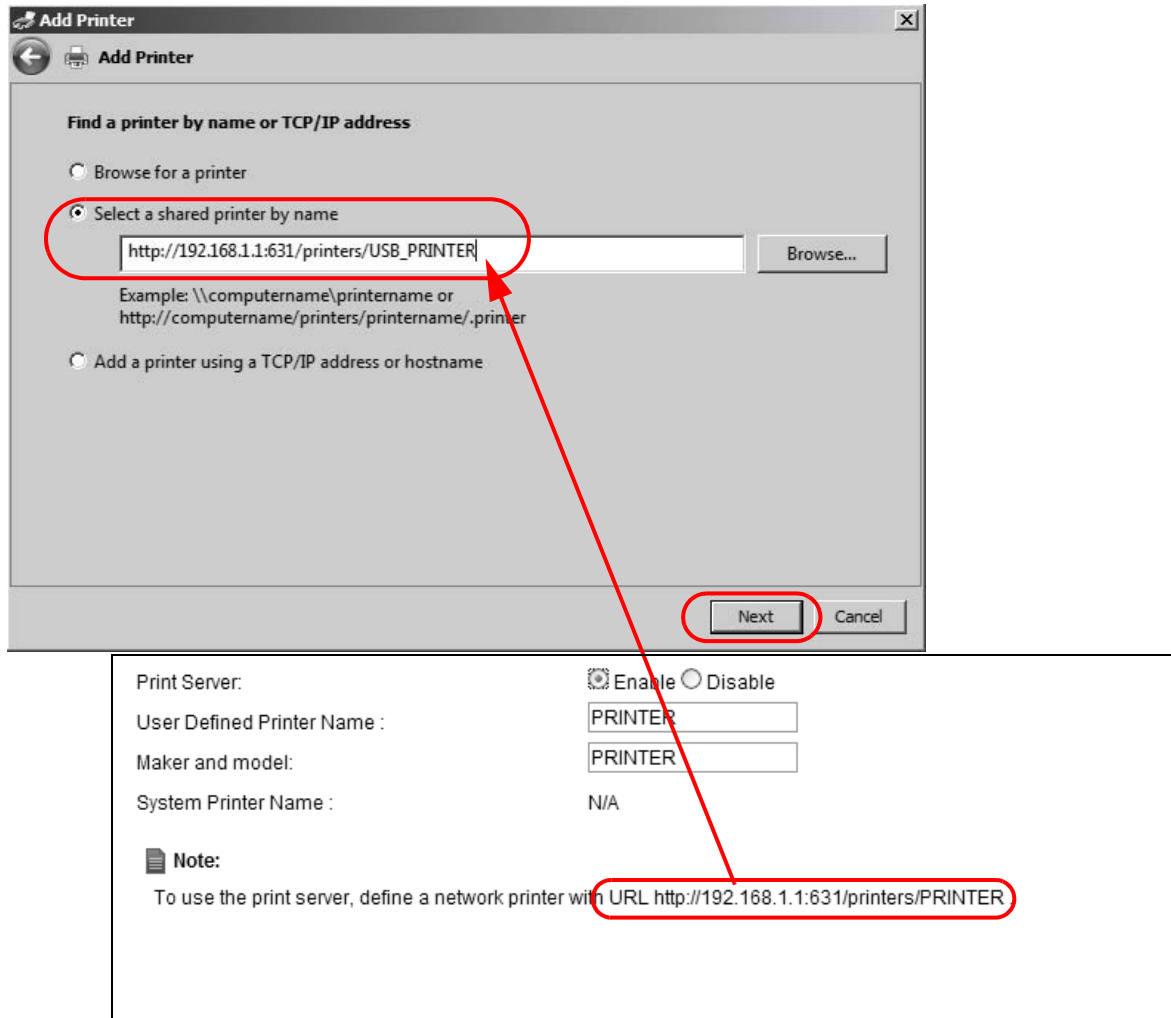 Add Printer
Add Printer
Find a printer by name or TCP/IP address
Browse for a printer
Select a shared printer by name
http://192.168.1.1:631/printers/USB_PRINTER
Browse...
Example: \\computername\printername or
http://computername/printers/printername/.printer
Add a printer using a TCP/IP address or hostname
Next Cancel
Print Server: Enable Disable
User Defined Printer Name : PRINTER
Maker and model: PRINTER
System Printer Name : N/A
Note:
To use the print server, define a network printer with URL http://192.168.1.1:631/printers/PRINTER .